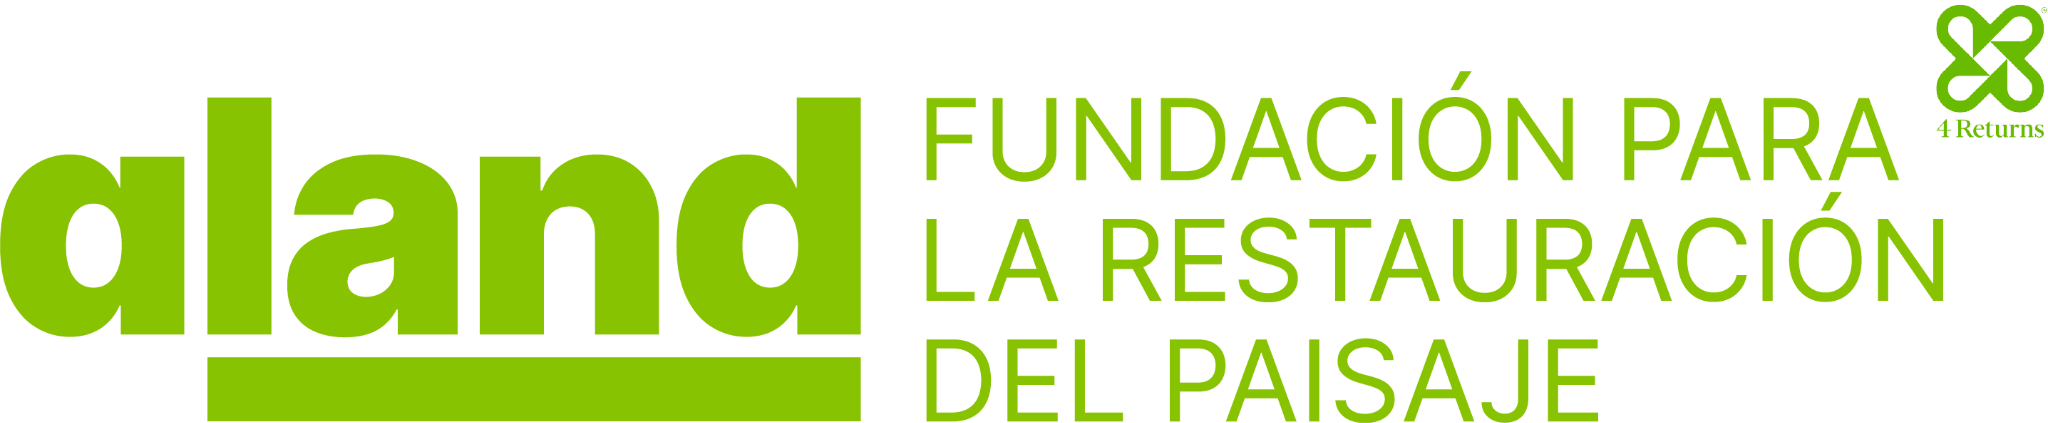 aland
FUNDACIÓN PARA
LA RESTAURACIÓN
DEL PAISAJE
4 Returns